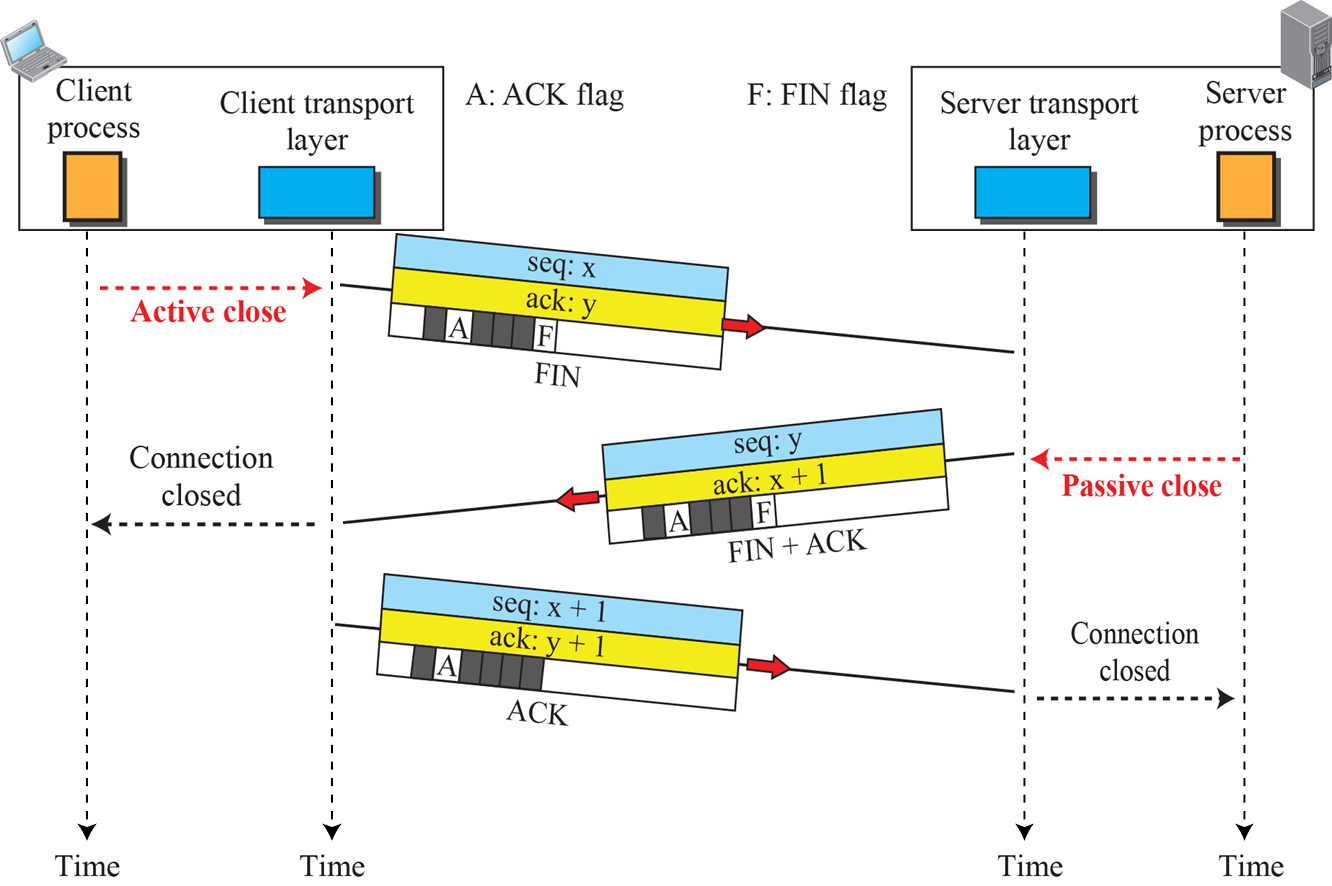 Client
process
Client transport
layer
A: ACK flag
F: FIN flag
Server transport
layer
Server
process
Active close
seq: x
ack: y
A
F
FIN
Passive close
seq: y
ack: x + 1
A
F
FIN + ACK
Connection
closed
seq: x + 1
ack: y + 1
A
ACK
Connection
closed
Time
Time
Time
Time